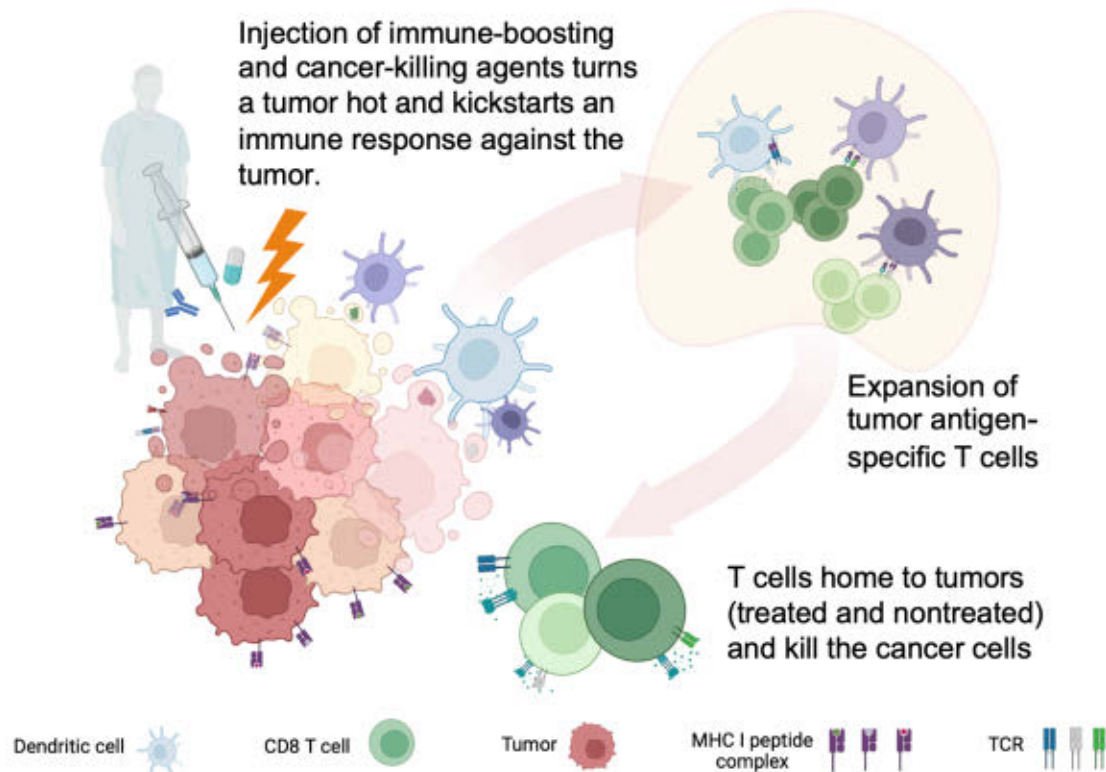 Injection of immune-boosting
and cancer-killing agents turns
a tumor hot and kickstarts an
immune response against the
tumor.
Expansion of
tumor antigen-
specific T cells
T cells home to tumors
(treated and nontreated)
and kill the cancer cells
Dendritic cell
CD8 T cell
Tumor
MHC I peptide
complex
TCR